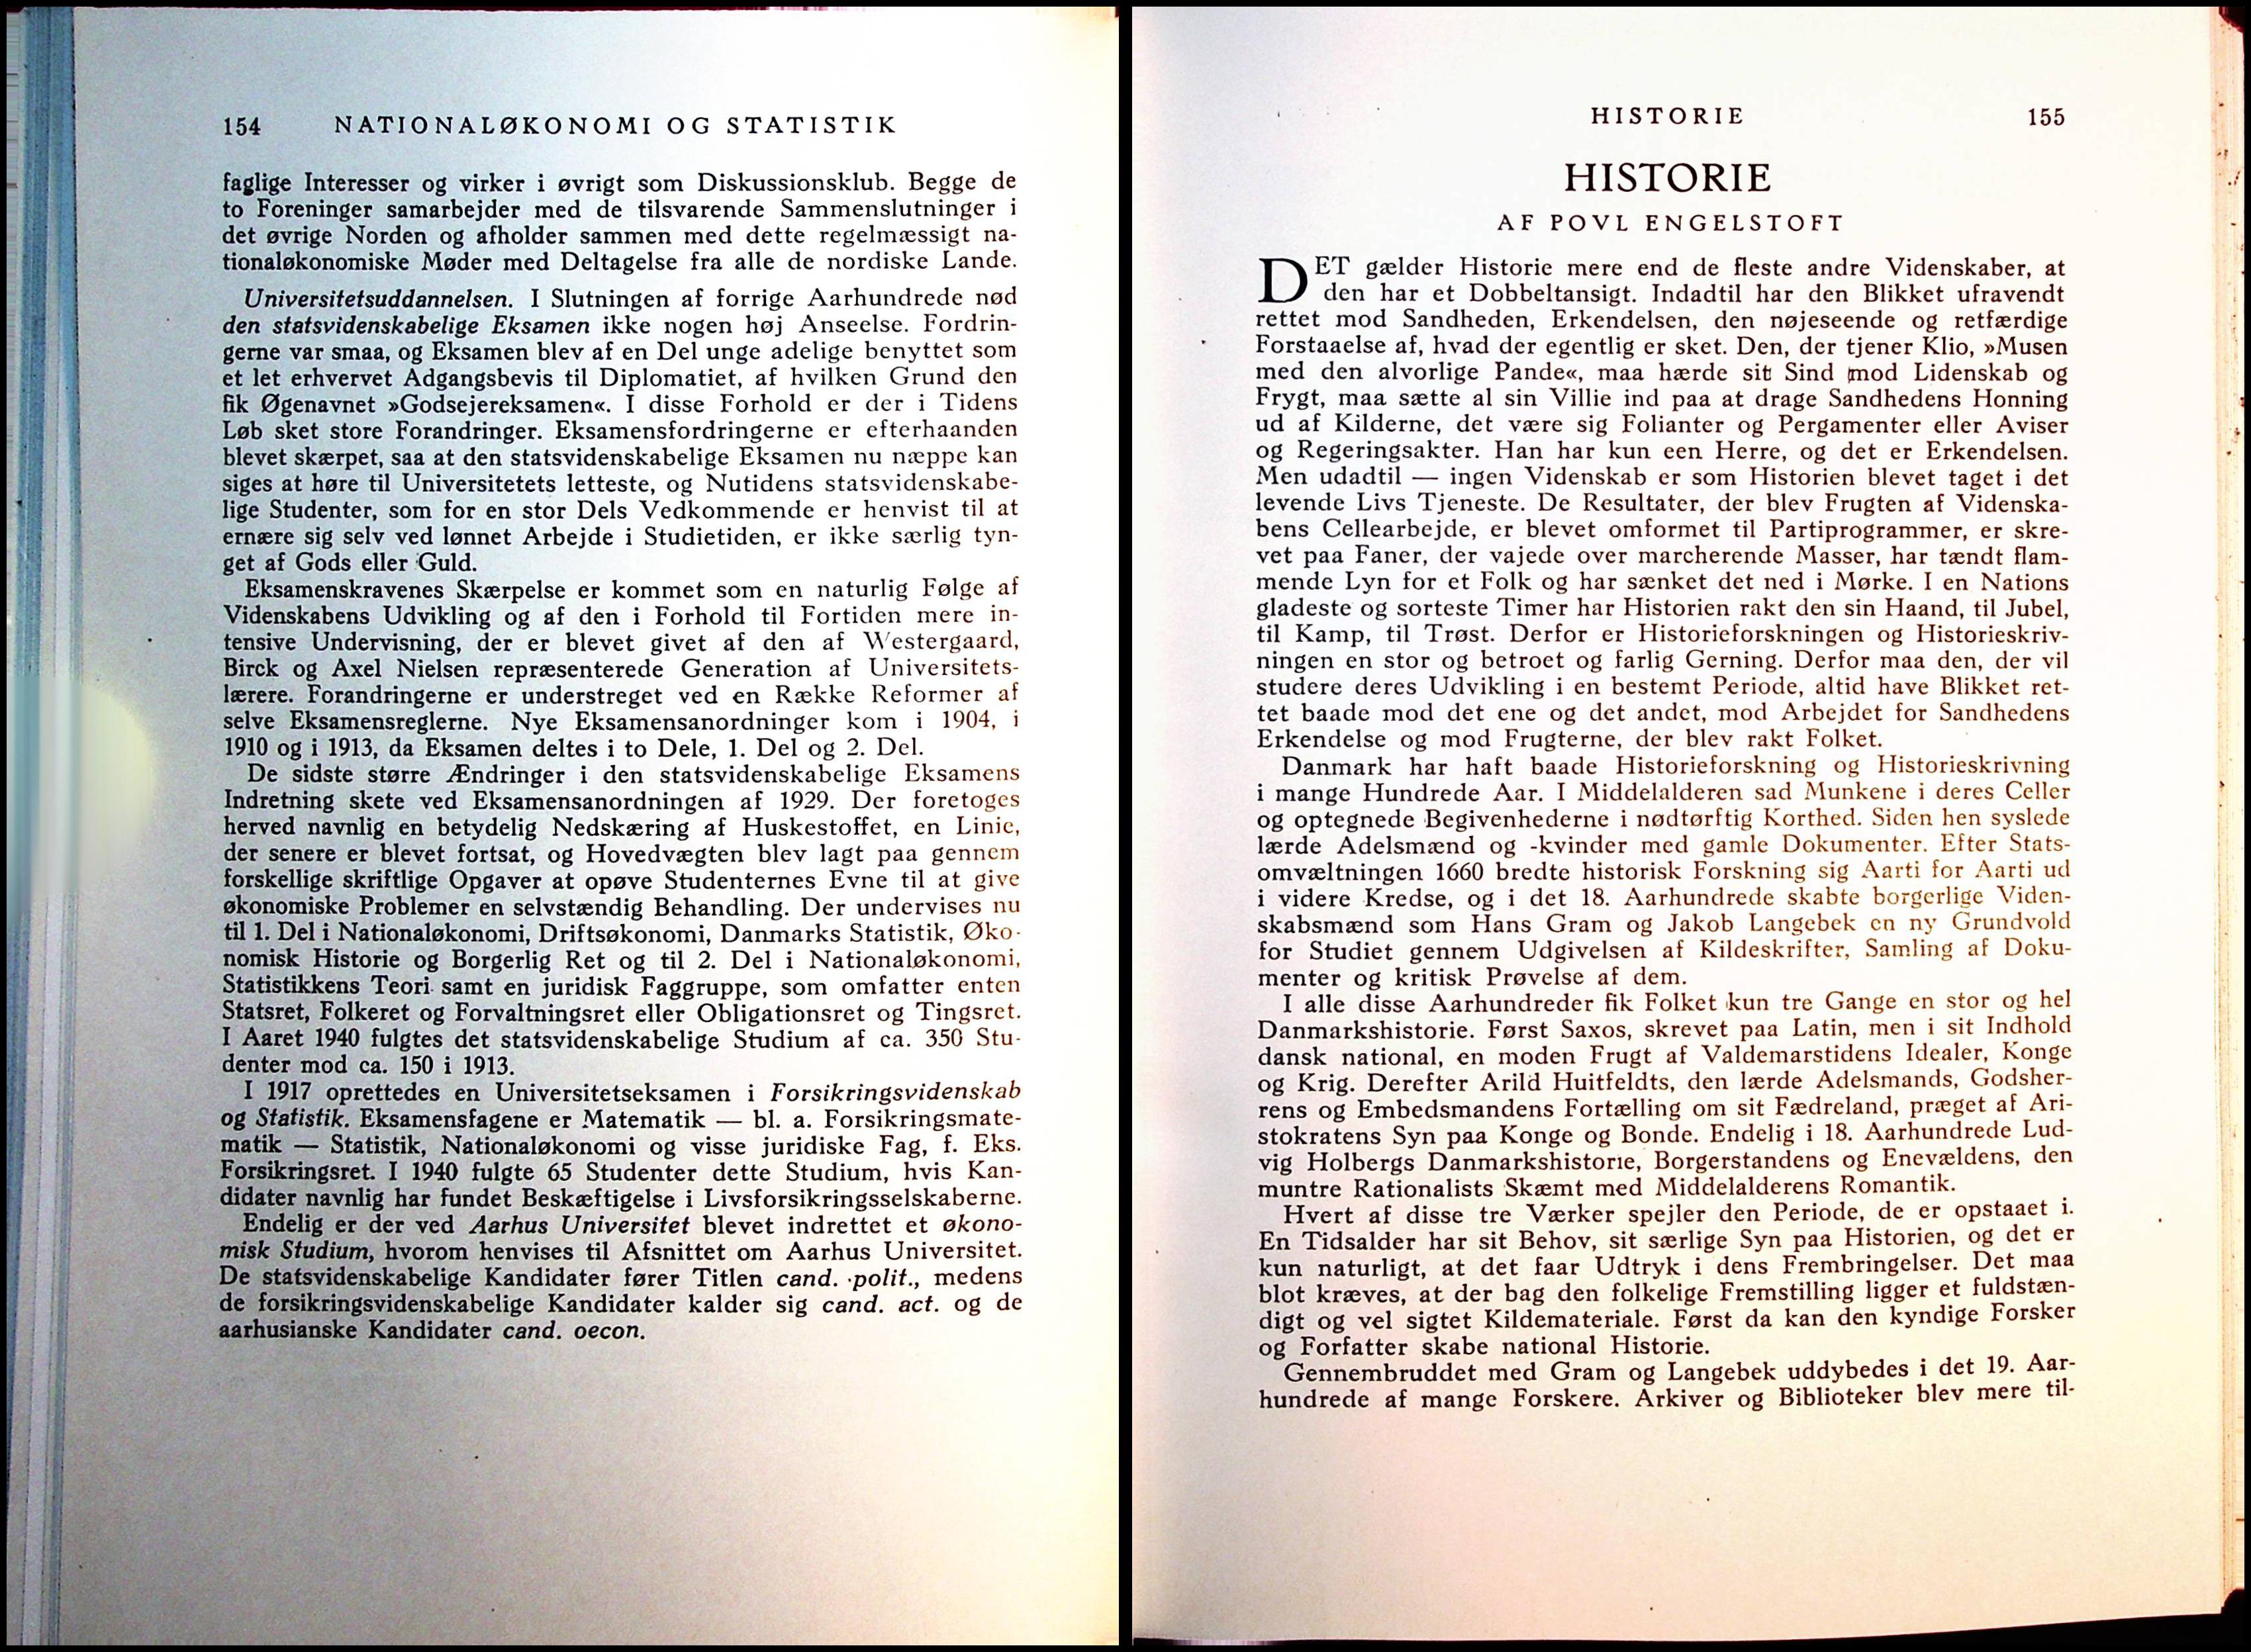 154 NATIONALØKONOMI OG STATISTIK
faglige Interesser og virker i øvrigt som Diskussionsklub. Begge de
to Foreninger samarbejder med de tilsvarende Sammenslutninger i
det øvrige Norden og afholder sammen med dette regelmæssigt na-
tionaløkonomiske Møder med Deltagelse fra alle de nordiske Lande.
Universitetsuddannelsen. I Slutningen af forrige Aarhundrede nød
den statsvidenskabelige Eksamen ikke nogen høj Anseelse. Fordrin-
gerne var smaa, og Eksamen blev af en Del unge adelige benyttet som
et let erhvervet Adgangsbevis til Diplomatiet, af hvilken Grund den
fik Øgenavnet »Godsejereksamen«. I disse Forhold er der i Tidens
Løb sket store Forandringer. Eksamensfordringerne er efterhaanden
blevet skærpet, saa at den statsvidenskabelige Eksamen nu næppe kan
siges at høre til Universitetets letteste, og Nutidens statsvidenskabe-
lige Studenter, som for en stor Dels Vedkommende er henvist til at
ernære sig selv ved lønnet Arbejde i Studietiden, er ikke særlig tyn-
get af Gods eller Guld.
Eksamenskravenes Skærpelse er kommet som en naturlig Følge af
Videnskabens Udvikling og af den i Forhold til Fortiden mere in-
tensive Undervisning, der er blevet givet af den af Westergaard,
Birck og Axel Nielsen repræsenterede Generation af Universitets-
lærere. Forandringerne er understreget ved en Række Reformer af
selve Eksamensreglerne. Nye Eksamensanordninger kom i 1904, i
1910 og i 1913, da Eksamen deltes i to Dele, 1. Del og 2. Del.
De sidste større Ændringer i den statsvidenskabelige Eksamens
Indretning skete ved Eksamensanordningen af 1929. Der foretoges
herved navnlig en betydelig Nedskæring af Huskestoffet, en Linie,
der senere er blevet fortsat, og Hovedvægten blev lagt paa gennem
forskellige skriftlige Opgaver at opøve Studenternes Evne til at give
økonomiske Problemer en selvstændig Behandling. Der undervises nu
til 1. Del i Nationaløkonomi, Driftsøkonomi, Danmarks Statistik, Øko-
nomisk Historie og Borgerlig Ret og til 2. Del i Nationaløkonomi,
Statistikkens Teori samt en juridisk Faggruppe, som omfatter enten
Statsret, Folkeret og Forvaltningsret eller Obligationsret og Tingsret.
I Aaret 1940 fulgtes det statsvidenskabelige Studium af ca. 350 Stu-
denter mod ca. 150 i 1913.
I 1917 oprettedes en Universitetseksamen i Forsikringsvidenskab
og Statistik. Eksamensfagene er Matematik — bl. a. Forsikringsmate-
matik — Statistik, Nationaløkonomi og visse juridiske Fag, f. Eks.
Forsikringsret. I 1940 fulgte 65 Studenter dette Studium, hvis Kan-
didater navnlig har fundet Beskæftigelse i Livsforsikringsselskaberne.
Endelig er der ved Aarhus Universitet blevet indrettet et økono-
misk Studium, hvorom henvises til Afsnittet om Aarhus Universitet.
De statsvidenskabelige Kandidater fører Titlen cand. polit., medens
de forsikringsvidenskabelige Kandidater kalder sig cand. act. og de
aarhusianske Kandidater cand. oecon.
HISTORIE 155
HISTORIE
AF POVL ENGELSTOFT
DET gælder Historie mere end de fleste andre Videnskaber, at
den har et Dobbeltansigt. Indadtil har den Blikket ufravendt
rettet mod Sandheden, Erkendelsen, den nøjeseende og retfærdige
Forstaaelse af, hvad der egentlig er sket. Den, der tjener Klio, »Musen
med den alvorlige Pande«, maa hærde sit Sind mod Lidenskab og
Frygt, maa sætte al sin Villie ind paa at drage Sandhedens Honning
ud af Kilderne, det være sig Folianter og Pergamenter eller Aviser
og Regeringsakter. Han har kun een Herre, og det er Erkendelsen.
Men udadtil — ingen Videnskab er som Historien blevet taget i det
levende Livs Tjeneste. De Resultater, der blev Frugten af Videnska-
bens Cellearbejde, er blevet omformet til Partiprogrammer, er skre-
vet paa Faner, der vajede over marcherende Masser, har tændt flam-
mende Lyn for et Folk og har sænket det ned i Mørke. I en Nations
gladeste og sorteste Timer har Historien rakt den sin Haand, til Jubel,
til Kamp, til Trøst. Derfor er Historieforskningen og Historieskriv-
ningen en stor og betroet og farlig Gerning. Derfor maa den, der vil
studere deres Udvikling i en bestemt Periode, altid have Blikket ret-
tet baade mod det ene og det andet, mod Arbejdet for Sandhedens
Erkendelse og mod Frugterne, der blev rakt Folket.
Danmark har haft baade Historieforskning og Historieskrivning
i mange Hundrede Aar. I Middelalderen sad Munkene i deres Celler
og optegnede Begivenhederne i nødtørftig Korthed. Siden hen syslede
lærde Adelsmænd og -kvinder med gamle Dokumenter. Efter Stats-
omvæltningen 1660 bredte historisk Forskning sig Aarti for Aarti ud
i videre Kredse, og i det 18. Aarhundrede skabte borgerlige Viden-
skabsmænd som Hans Gram og Jakob Langebek en ny Grundvold
for Studiet gennem Udgivelsen af Kildeskrifter, Samling af Doku-
menter og kritisk Prøvelse af dem.
I alle disse Aarhundreder fik Folket kun tre Gange en stor og hel
Danmarkshistorie. Først Saxos, skrevet paa Latin, men i sit Indhold
dansk national, en moden Frugt af Valdemarstidens Idealer, Konge
og Krig. Derefter Arild Huitfeldts, den lærde Adelsmands, Godsher-
rens og Embedsmandens Fortælling om sit Fædreland, præget af Ari-
stokratens Syn paa Konge og Bonde. Endelig i 18. Aarhundrede Lud-
vig Holbergs Danmarkshistorie, Borgerstandens og Enevældens, den
muntre Rationalists Skæmt med Middelalderens Romantik.
Hvert af disse tre Værker spejler den Periode, de er opstaaet i.
En Tidsalder har sit Behov, sit særlige Syn paa Historien, og det er
kun naturligt, at det faar Udtryk i dens Frembringelser. Det maa
blot kræves, at der bag den folkelige Fremstilling ligger et fuldstæn-
digt og vel sigtet Kildemateriale. Først da kan den kyndige Forsker
og Forfatter skabe national Historie.
Gennembruddet med Gram og Langebek uddybedes i det 19. Aar-
hundrede af mange Forskere. Arkiver og Biblioteker blev mere til-